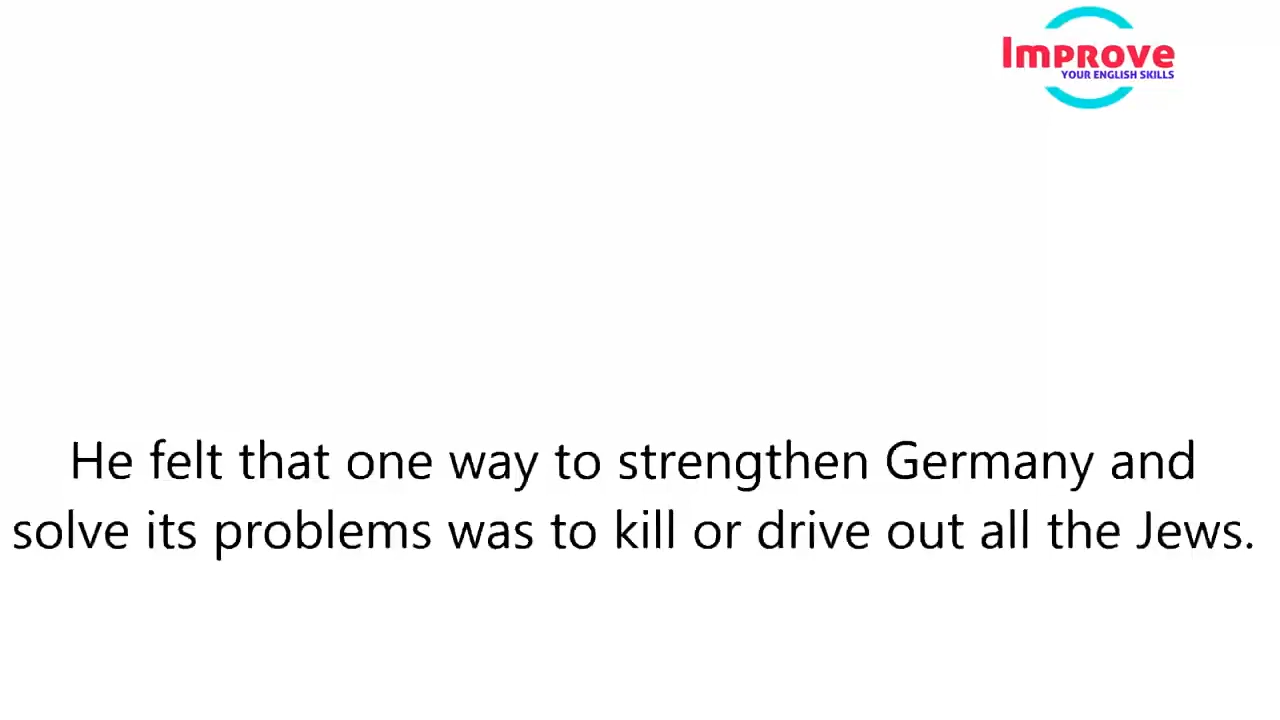 Improve
YOUR ENGLISH SKILLS
He felt that one way to strengthen Germany and
solve its problems was to kill or drive out all the Jews.